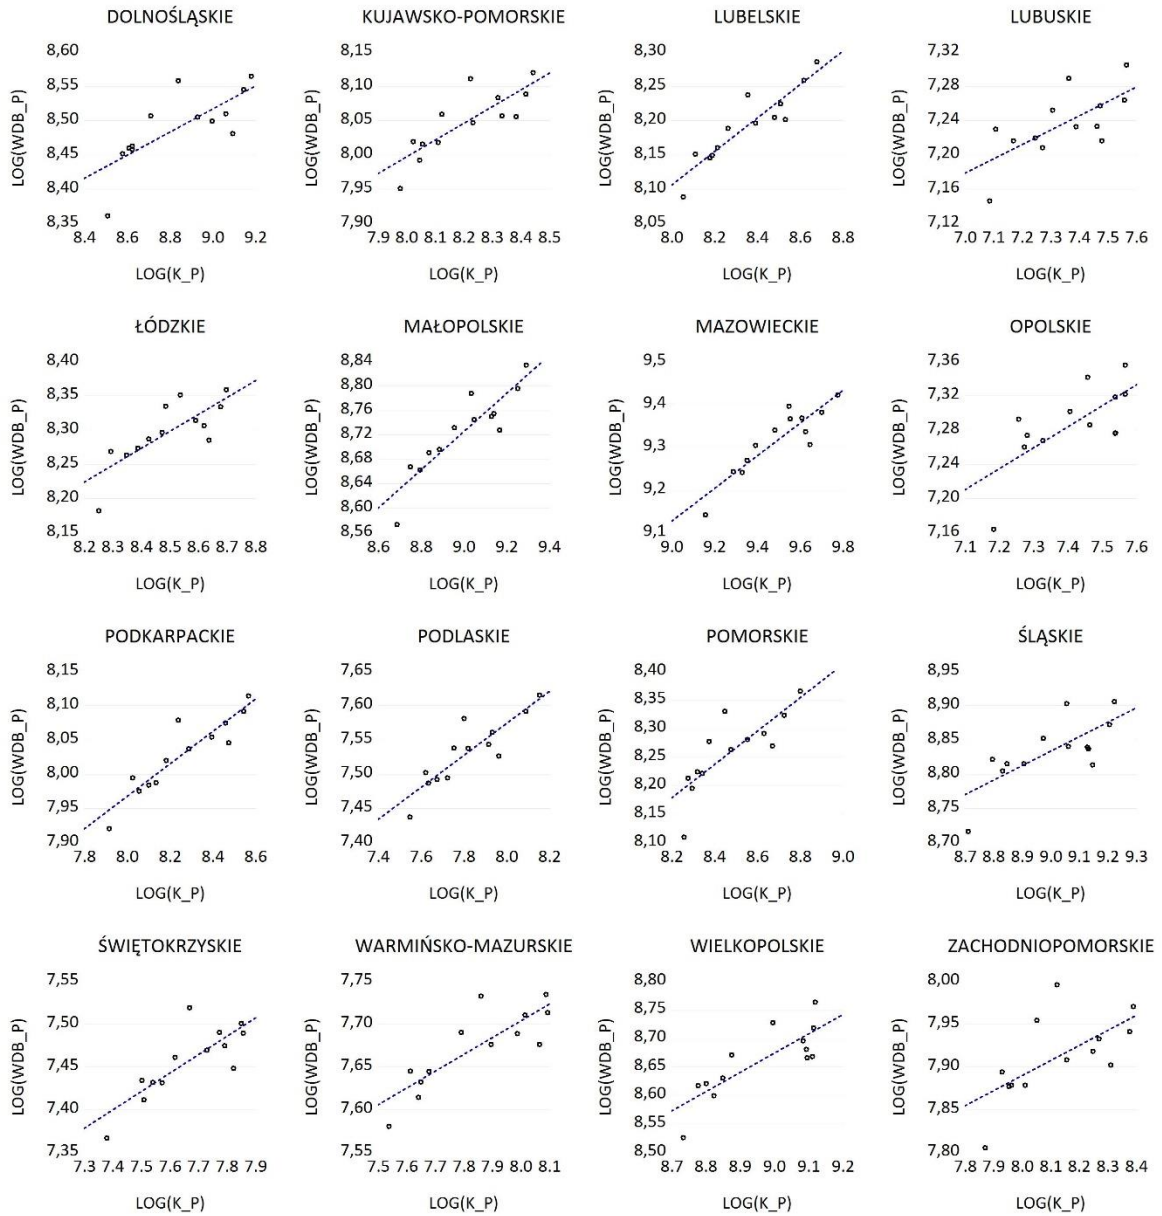 DOLNOŚLĄSKIE
LOG(WDB_P)
8,60
8,55
8,50
8,45
8,40
8,35
8.4 8.6 9.0 9.2
LOG(K_P)
KUJAWSKO-POMORSKIE
LOG(WDB_P)
8,15
8,10
8,05
8,00
7,95
7,90
7.9 8.0 8.1 8.2 8.3 8.4 8.5
LOG(K_P)
LUBELSKIE
LOG(WDB_P)
8,30
8,25
8,20
8,15
8,10
8,05
8.0 8.2 8.4 8.6 8.8
LOG(K_P)
LUBUSKIE
LOG(WDB_P)
7,32
7,28
7,24
7,20
7,16
7,12
7.0 7.1 7.2 7.3 7.4 7.5 7.6
LOG(K_P)
ŁÓDZKIE
LOG(WDB_P)
8,40
8,35
8,30
8,25
8,20
8,15
8.2 8.3 8.4 8.5 8.6 8.7 8.8
LOG(K_P)
MAŁOPOLSKIE
LOG(WDB_P)
8,84
8,80
8,76
8,72
8,68
8,64
8,60
8,56
8.6 8.8 9.0 9.2 9.4
LOG(K_P)
MAZOWIECKIE
LOG(WDB_P)
9,5
9,4
9,3
9,2
9,1
9.0 9.2 9.4 9.6 9.8
LOG(K_P)
OPOLSKIE
LOG(WDB_P)
7,36
7,32
7,28
7,24
7,20
7,16
7.1 7.2 7.3 7.4 7.5 7.6
LOG(K_P)
PODKARPACKIE
LOG(WDB_P)
8,15
8,10
8,05
8,00
7,95
7,90
7.8 8.0 8.2 8.4 8.6
LOG(K_P)
PODLASKIE
LOG(WDB_P)
7,65
7,60
7,55
7,50
7,45
7,40
7.4 7.6 7.8 8.0 8.2
LOG(K_P)
POMORSKIE
LOG(WDB_P)
8,40
8,35
8,30
8,25
8,20
8,15
8,10
8.2 8.4 8.6 8.8 9.0
LOG(K_P)
ŚLĄSKIE
LOG(WDB_P)
8,95
8,90
8,85
8,80
8,75
8,70
8.7 8.8 8.9 9.0 9.1 9.2 9.3
LOG(K_P)
ŚWIĘTOKRZYSKIE
LOG(WDB_P)
7,55
7,50
7,45
7,40
7,35
7.3 7.4 7.5 7.6 7.7 7.8 7.9
LOG(K_P)
WARMIŃSKO-MAZURSKIE
LOG(WDB_P)
7,75
7,70
7,65
7,60
7,55
7.5 7.6 7.7 7.8 7.9 8.0 8.1
LOG(K_P)
WIELKOPOLSKIE
LOG(WDB_P)
8,80
8,75
8,70
8,65
8,60
8,55
8,50
8.7 8.8 8.9 9.0 9.1 9.2
LOG(K_P)
ZACHODNIOPOMORSKIE
LOG(WDB_P)
8,00
7,95
7,90
7,85
7,80
7.8 7.9 8.0 8.1 8.2 8.3 8.4
LOG(K_P)